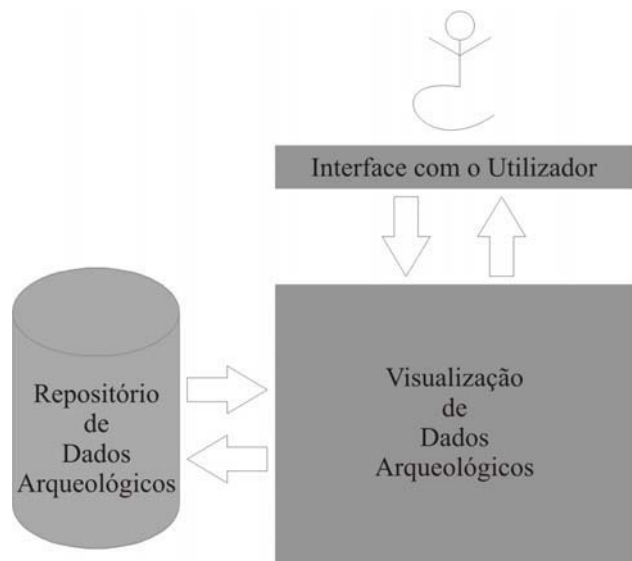 Interface com o Utilizador
Repositório
de
Dados
Arqueológicos
Visualização
de
Dados
Arqueológicos